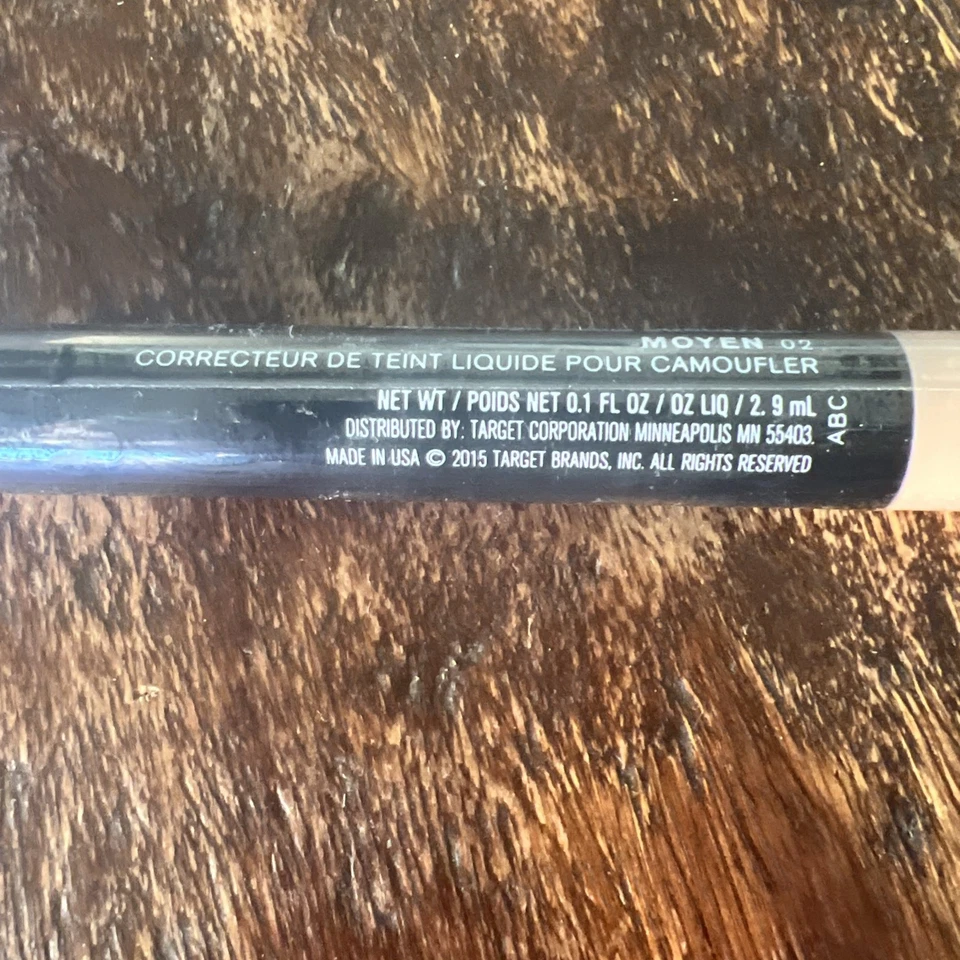 MOYEN 02
CORRECTEUR DE TEINT LIQUIDE POUR CAMOUFLER
NET WT / POIDS NET 0.1 FL OZ / OZ LIQ / 2. 9 mL
DISTRIBUTED BY: TARGET CORPORATION MINNEAPOLIS MN 55403.
MADE IN USA © 2015 TARGET BRANDS, INC. ALL RIGHTS RESERVED
ABC